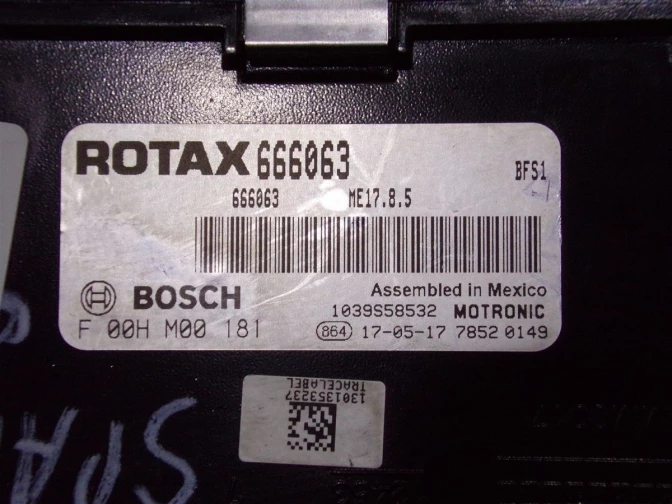 ROTAX 666063
BFS1
666063 ME17.8.5
BOSCH
Assembled in Mexico
1039S58532 MOTRONIC
F 00H M00 181
864 17-05-17 7852 0149
1301353237
TRACELABEL